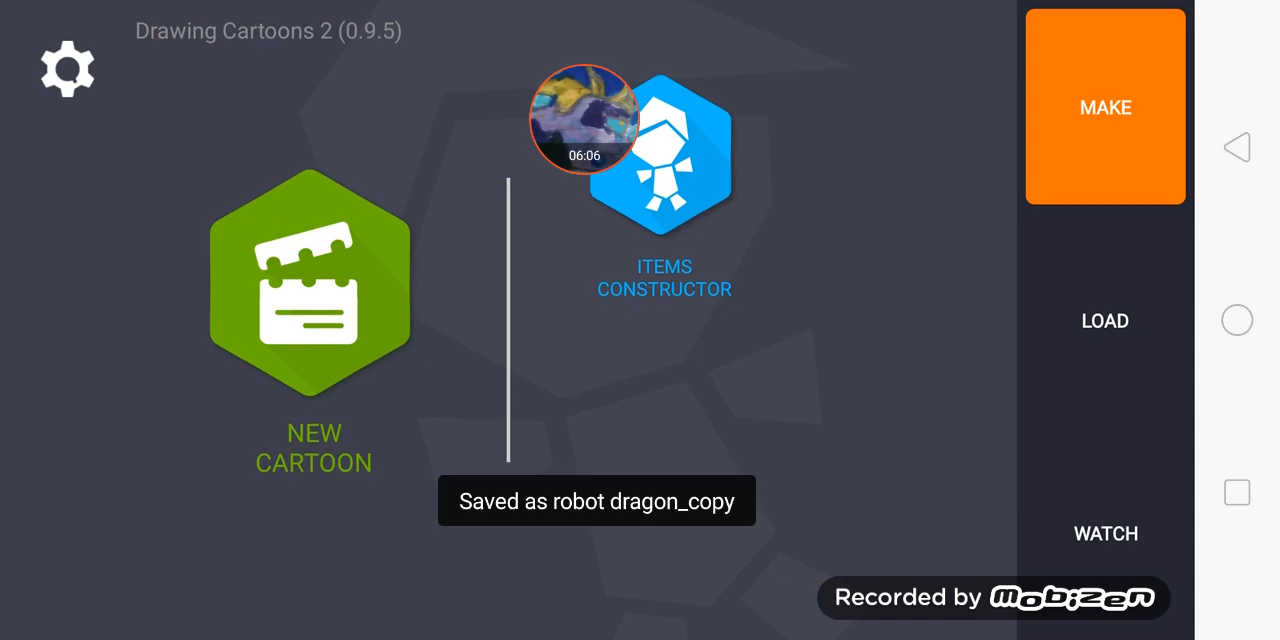 Drawing Cartoons 2 (0.9.5)
MAKE
06:06
ITEMS
CONSTRUCTOR
LOAD
NEW
CARTOON
Saved as robot dragon_copy
WATCH
Recorded by mobizen